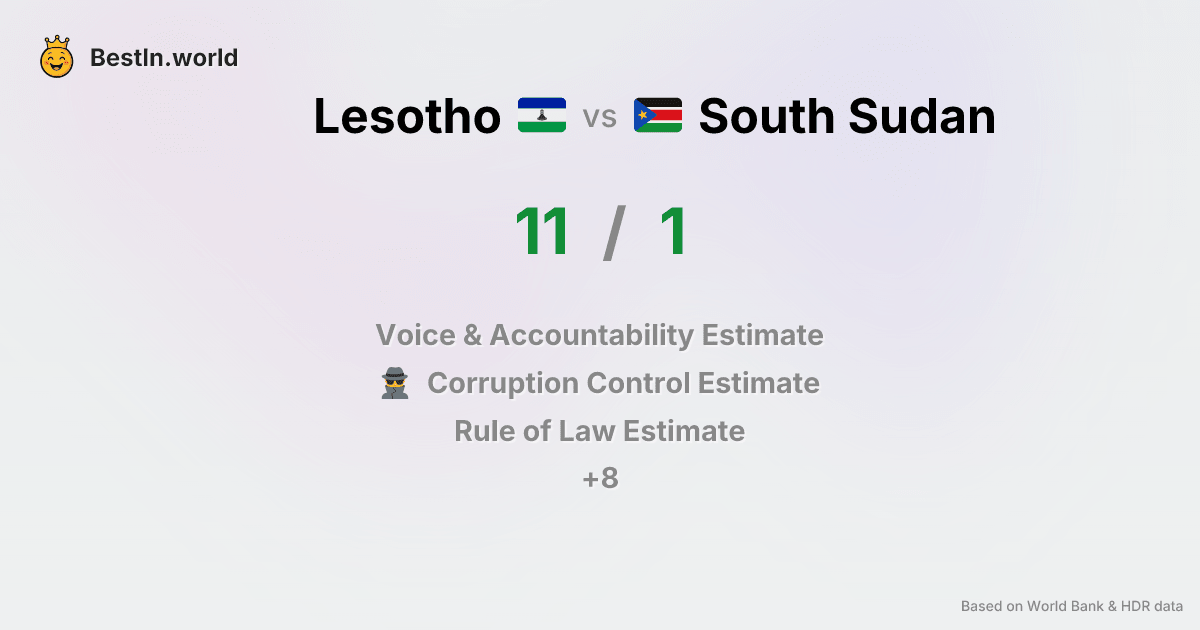 BestIn.world
Lesotho vs South Sudan
11 / 1
Voice & Accountability Estimate
Corruption Control Estimate
Rule of Law Estimate
+8
Based on World Bank & HDR data